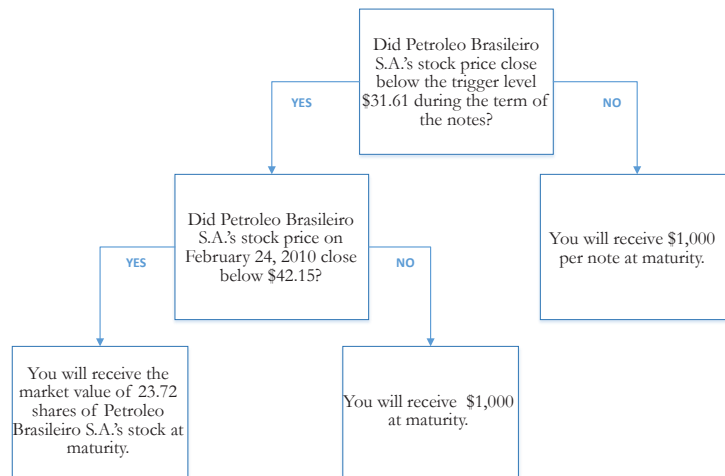 Did Petroleo Brasileiro
S.A.'s stock price close
below the trigger level
$31.61 during the term of
the notes?
YES
NO
Did Petroleo Brasileiro
S.A.'s stock price on
February 24, 2010 close
below $42.15?
You will receive $1,000
per note at maturity.
YES
NO
You will receive the
market value of 23.72
shares of Petroleo
Brasileiro S.A.'s stock at
maturity.
You will receive $1,000
at maturity.